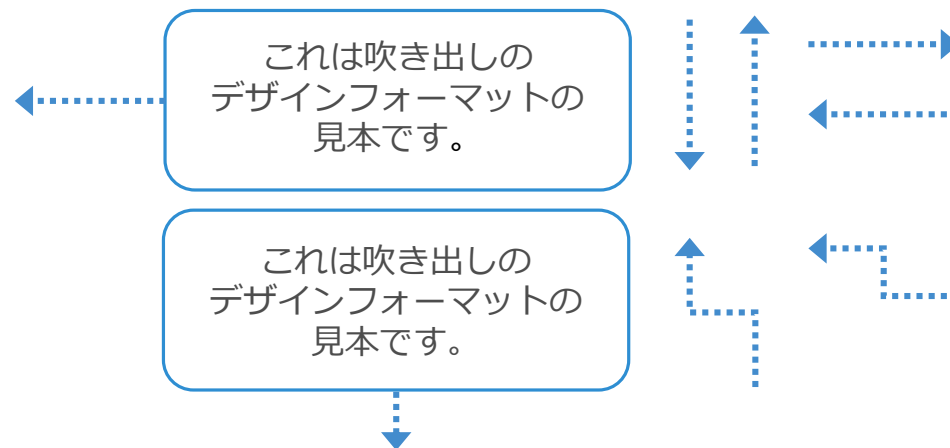 これは吹き出しの
デザインフォーマットの
見本です。
これは吹き出しの
デザインフォーマットの
見本です。